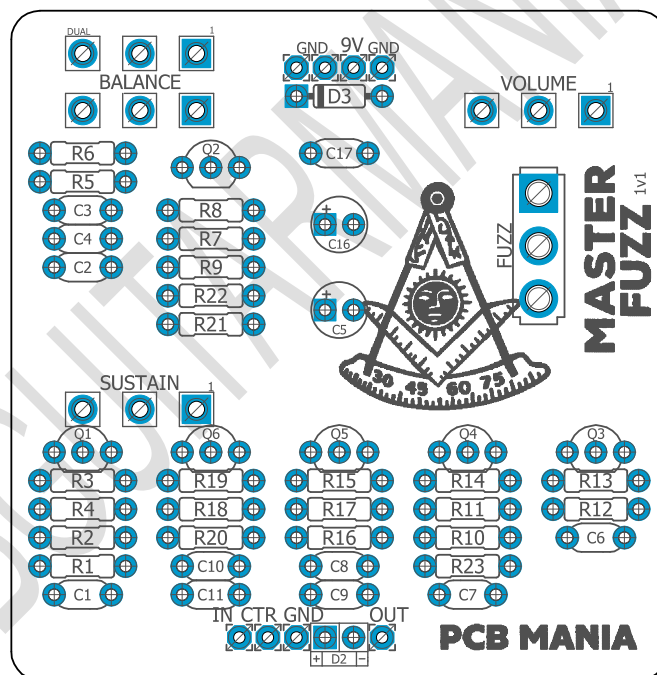 DUAL 1
BALANCE
GND 9V GND
D3
VOLUME
1
R6
R5
C3
C4
C2
Q2
R8
R7
R9
R22
R21
C17
+
C16
+
C5
FUZZ
MASTER
FUZZ 1v1
30 45 60 75
SUSTAIN
1
Q1
R3
R4
R2
R1
C1
Q6
R19
R18
R20
C10
C11
Q5
R15
R17
R16
C8
C9
Q4
R14
R11
R10
R23
C7
Q3
R13
R12
C6
IN CTR GND OUT
+ D2 −
PCB MANIA